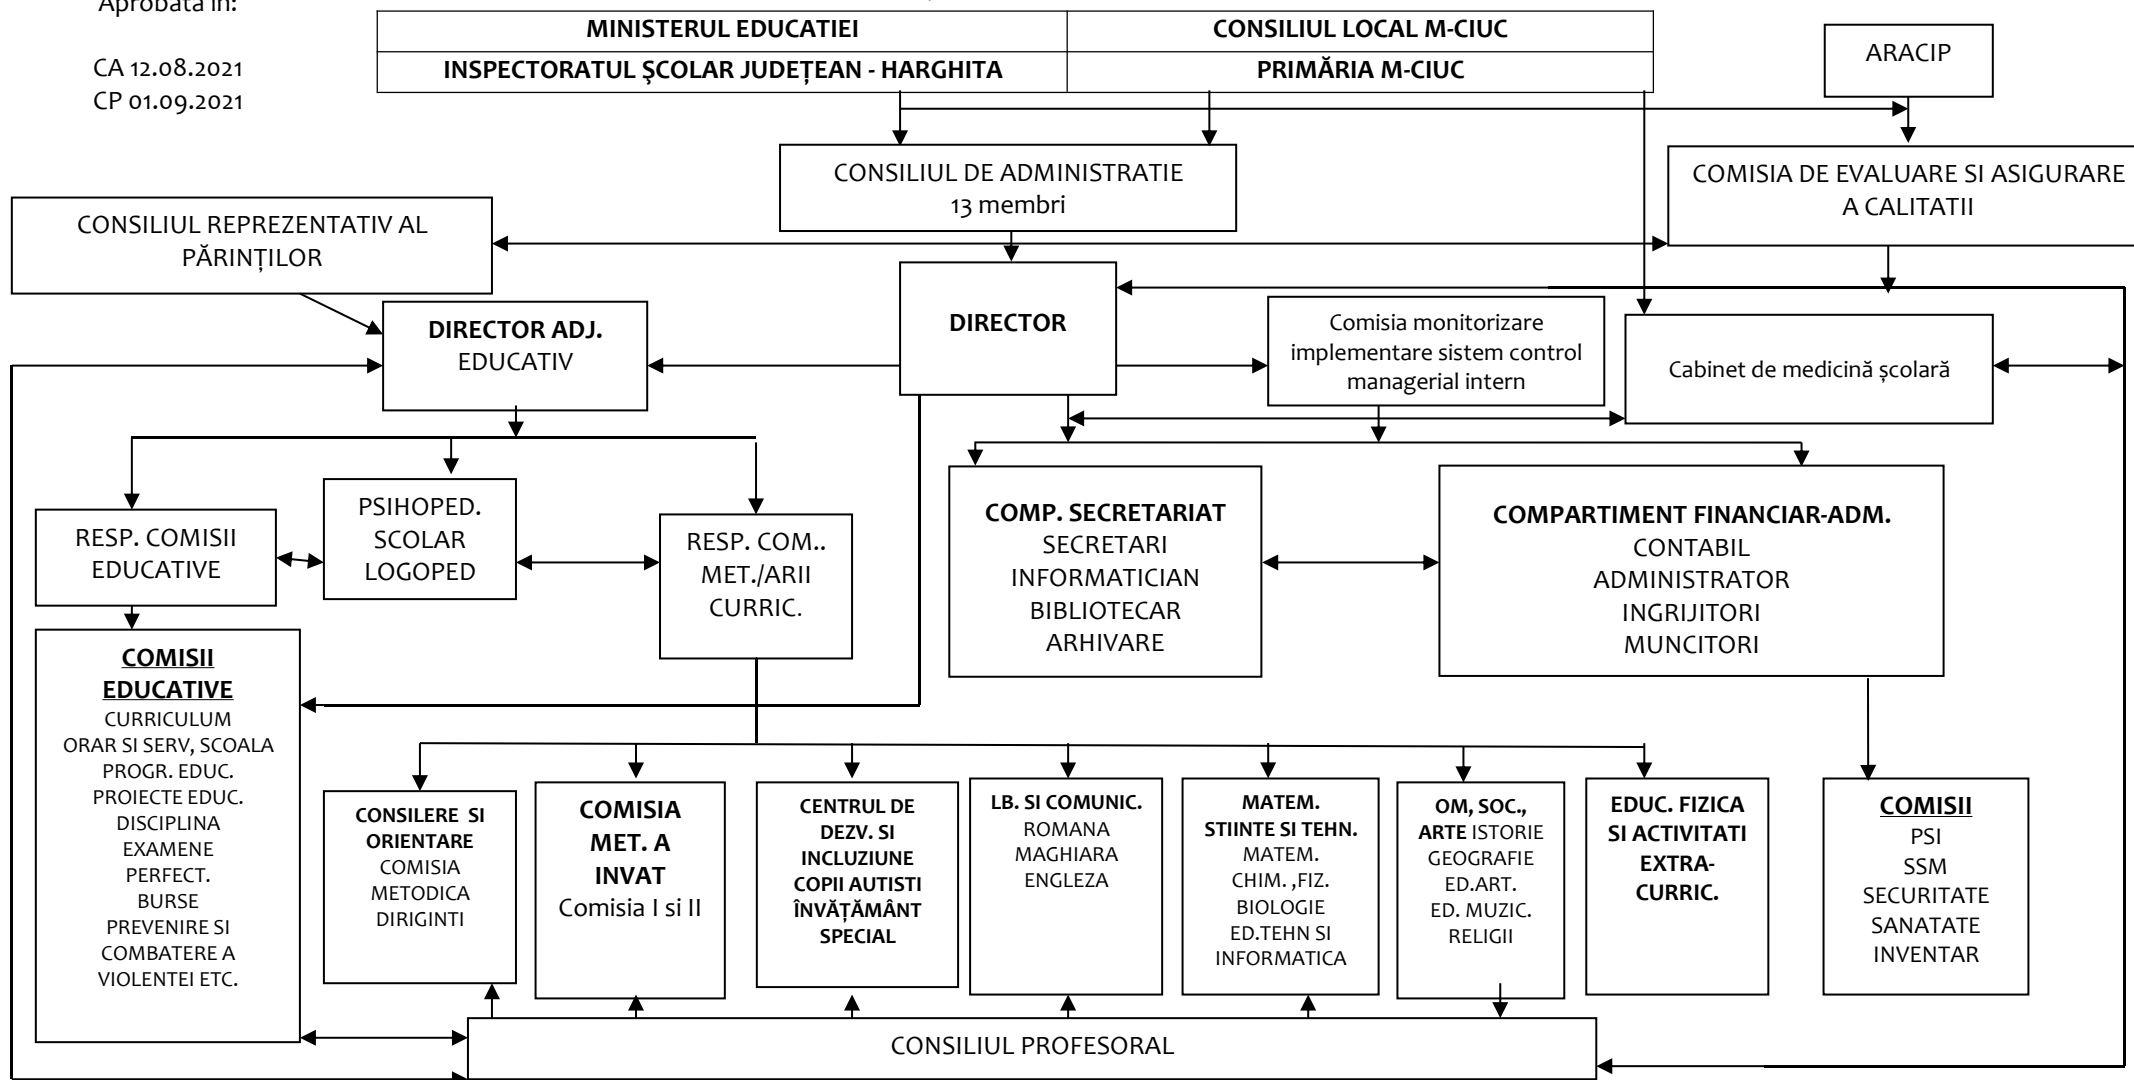 Aprobata in:
CA 12.08.2021
CP 01.09.2021
MINISTERUL EDUCATIEI
CONSILIUL LOCAL M-CIUC
INSPECTORATUL ŞCOLAR JUDEȚEAN - HARGHITA
PRIMĂRIA M-CIUC
ARACIP
CONSILIUL DE ADMINISTRATIE
13 membri
COMISIA DE EVALUARE SI ASIGURARE
A CALITATII
CONSILIUL REPREZENTATIV AL
PĂRINȚILOR
DIRECTOR ADJ.
EDUCATIV
DIRECTOR
Comisia monitorizare
implementare sistem control
managerial intern
Cabinet de medicină școlară
RESP. COMISII
EDUCATIVE
PSIHOPED.
SCOLAR
LOGOPED
RESP. COM..
MET./ARII
CURRIC.
COMP. SECRETARIAT
SECRETARI
INFORMATICIAN
BIBLIOTECAR
ARHIVARE
COMPARTIMENT FINANCIAR-ADM.
CONTABIL
ADMINISTRATOR
INGRIJITORI
MUNCITORI
COMISII
EDUCATIVE
CURRICULUM
ORAR SI SERV, SCOALA
PROGR. EDUC.
PROIECTE EDUC.
DISCIPLINA
EXAMENE
PERFECT.
BURSE
PREVENIRE SI
COMBATERE A
VIOLENTEI ETC.
CONSILERE SI
ORIENTARE
COMISIA
METODICA
DIRIGINTI
COMISIA
MET. A
INVAT
Comisia I si II
CENTRUL DE
DEZV. SI
INCLUZIUNE
COPII AUTISTI
ÎNVĂȚĂMÂNT
SPECIAL
LB. SI COMUNIC.
ROMANA
MAGHIARA
ENGLEZA
MATEM.
STIINTE SI TEHN.
MATEM.
CHIM. ,FIZ.
BIOLOGIE
ED.TEHN SI
INFORMATICA
OM, SOC.,
ARTE ISTORIE
GEOGRAFIE
ED.ART.
ED. MUZIC.
RELIGII
EDUC. FIZICA
SI ACTIVITATI
EXTRA-
CURRIC.
COMISII
PSI
SSM
SECURITATE
SANATATE
INVENTAR
CONSILIUL PROFESORAL